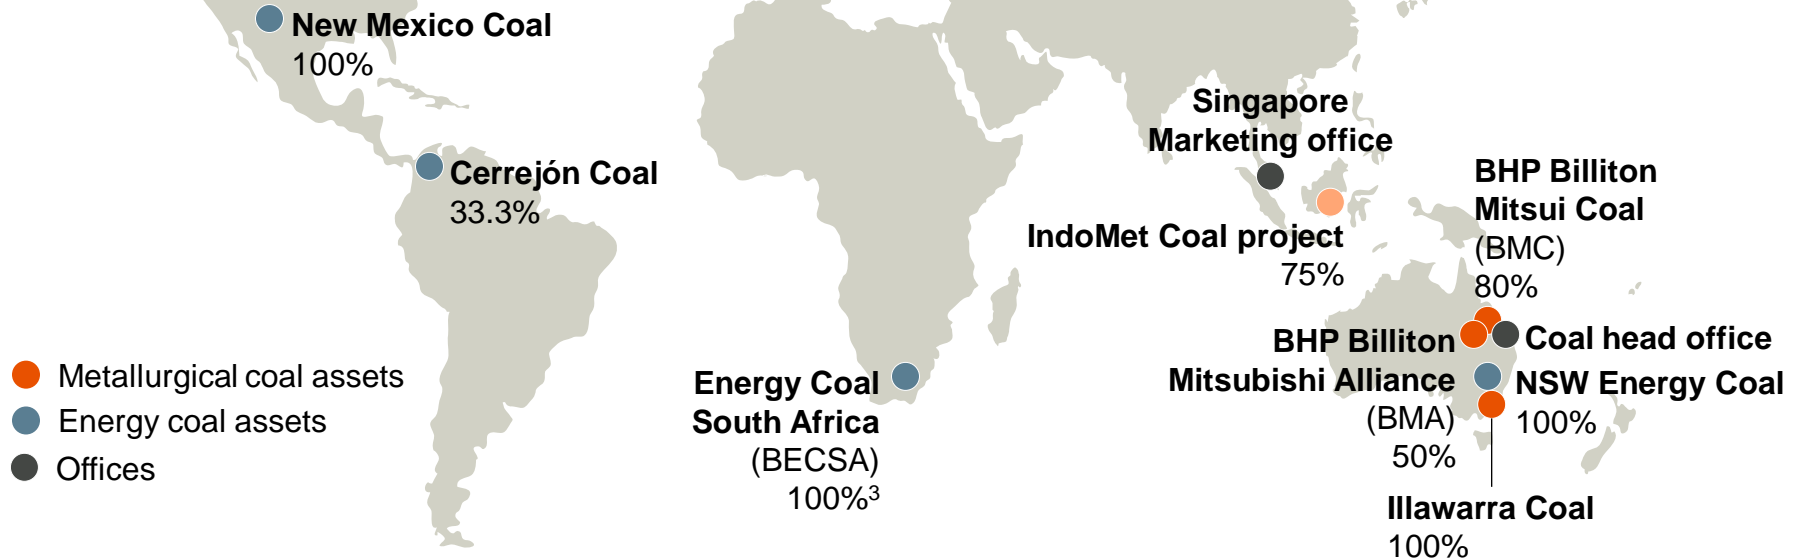 New Mexico Coal
100%
Cerrejón Coal
33.3%
Singapore
Marketing office
IndoMet Coal project
75%
BHP Billiton
Mitsui Coal
(BMC)
80%
BHP Billiton
Mitsubishi Alliance
(BMA)
50%
Coal head office
NSW Energy Coal
100%
Illawarra Coal
100%
Energy Coal
South Africa
(BECSA)
100%³
Metallurgical coal assets
Energy coal assets
Offices